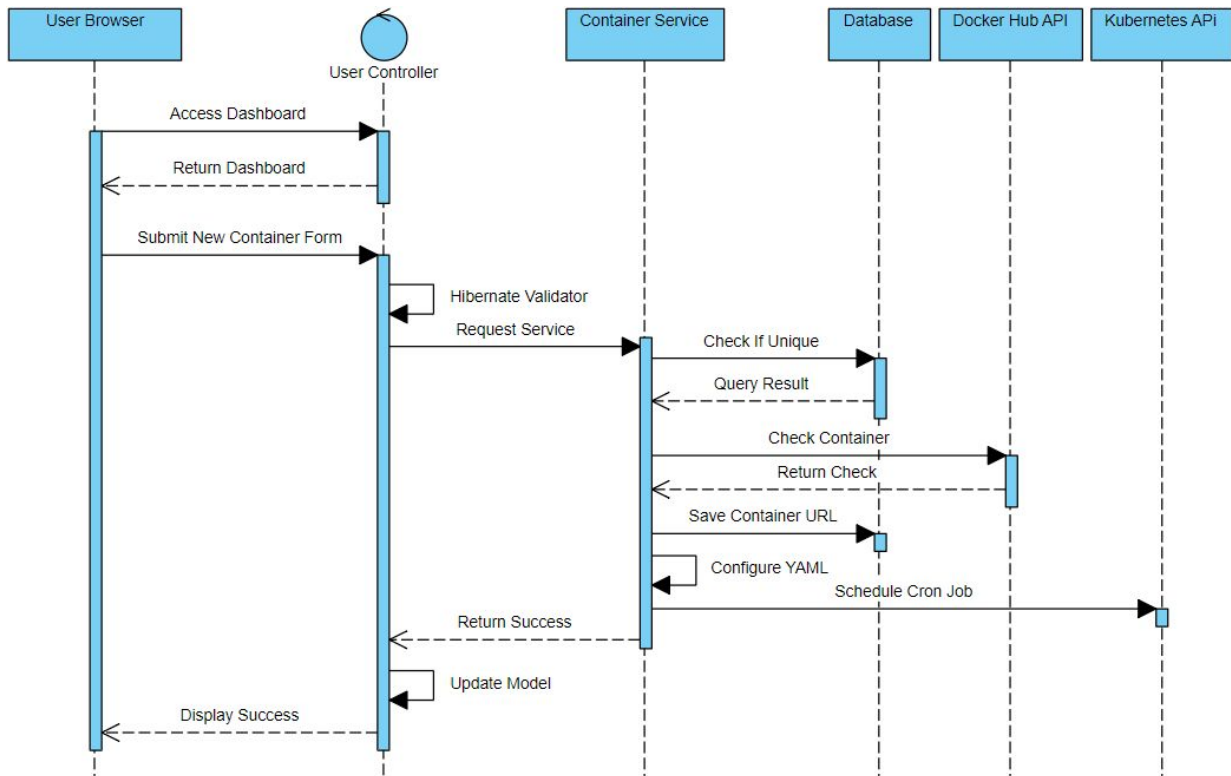 User Browser
User Controller
Container Service
Database
Docker Hub API
Kubernetes APi
Access Dashboard
Return Dashboard
Submit New Container Form
Hibernate Validator
Request Service
Check If Unique
Query Result
Check Container
Return Check
Save Container URL
Configure YAML
Schedule Cron Job
Return Success
Update Model
Display Success